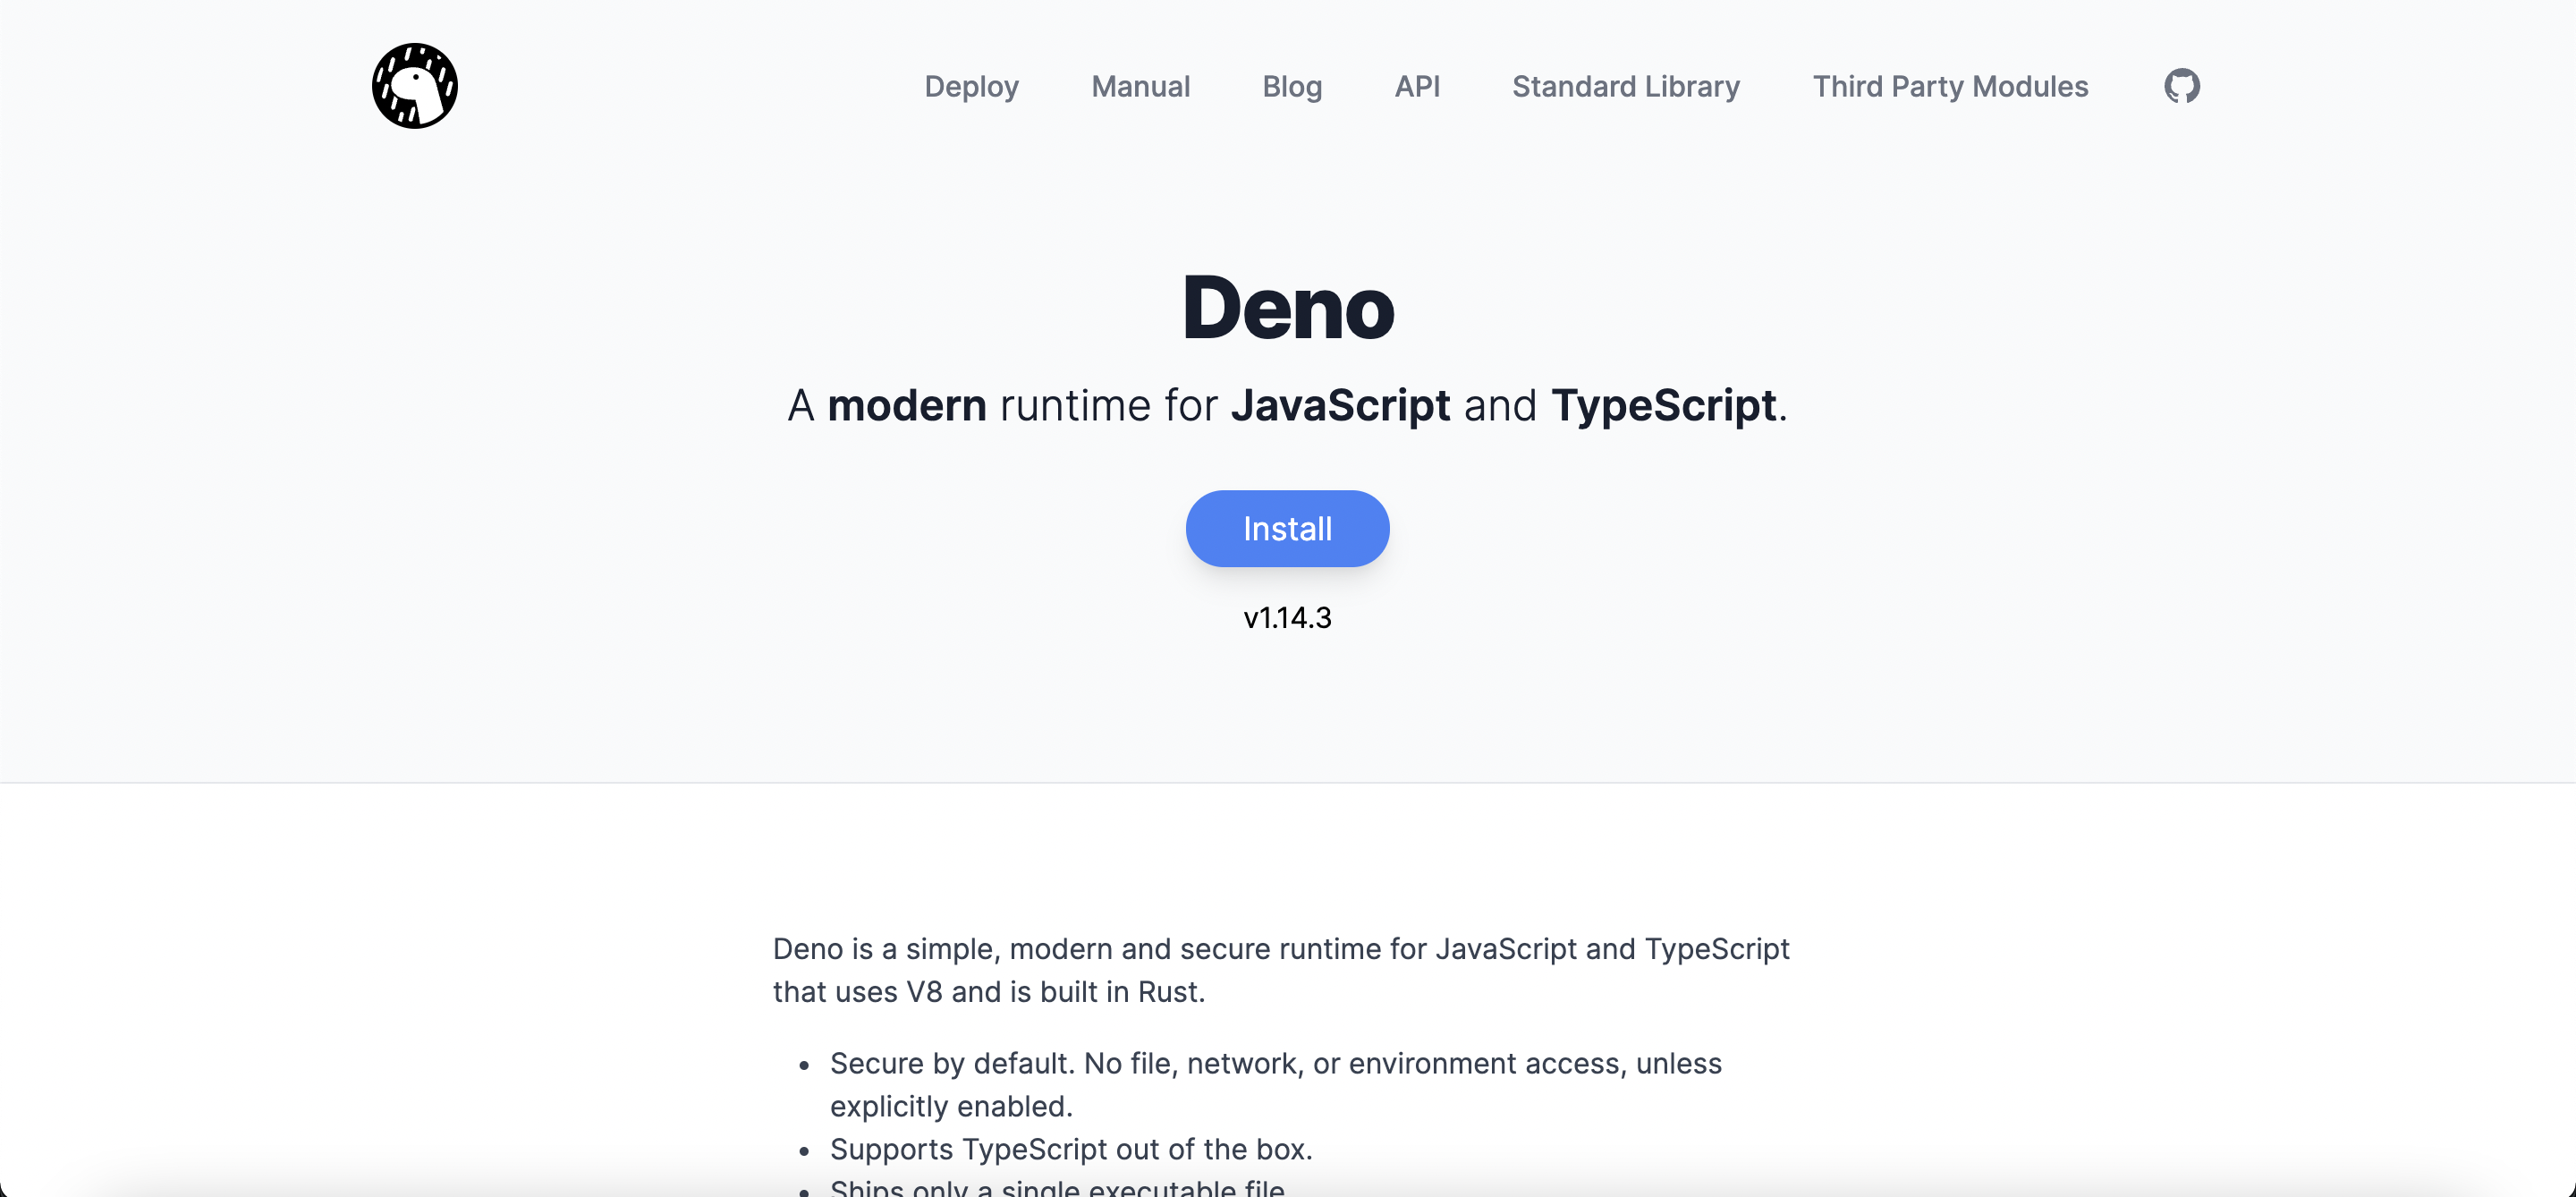 Deploy Manual Blog API Standard Library Third Party Modules
Deno
A modern runtime for JavaScript and TypeScript.
Install
v1.14.3
Deno is a simple, modern and secure runtime for JavaScript and TypeScript
that uses V8 and is built in Rust.
• Secure by default. No file, network, or environment access, unless
explicitly enabled.
• Supports TypeScript out of the box.
• Ships only a single executable file